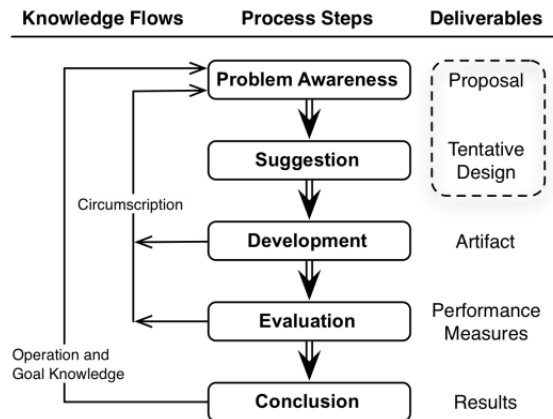 Knowledge Flows
Process Steps
Deliverables
Problem Awareness
Proposal
Suggestion
Tentative
Design
Circumscription
Development
Artifact
Evaluation
Performance
Measures
Operation and
Goal Knowledge
Conclusion
Results